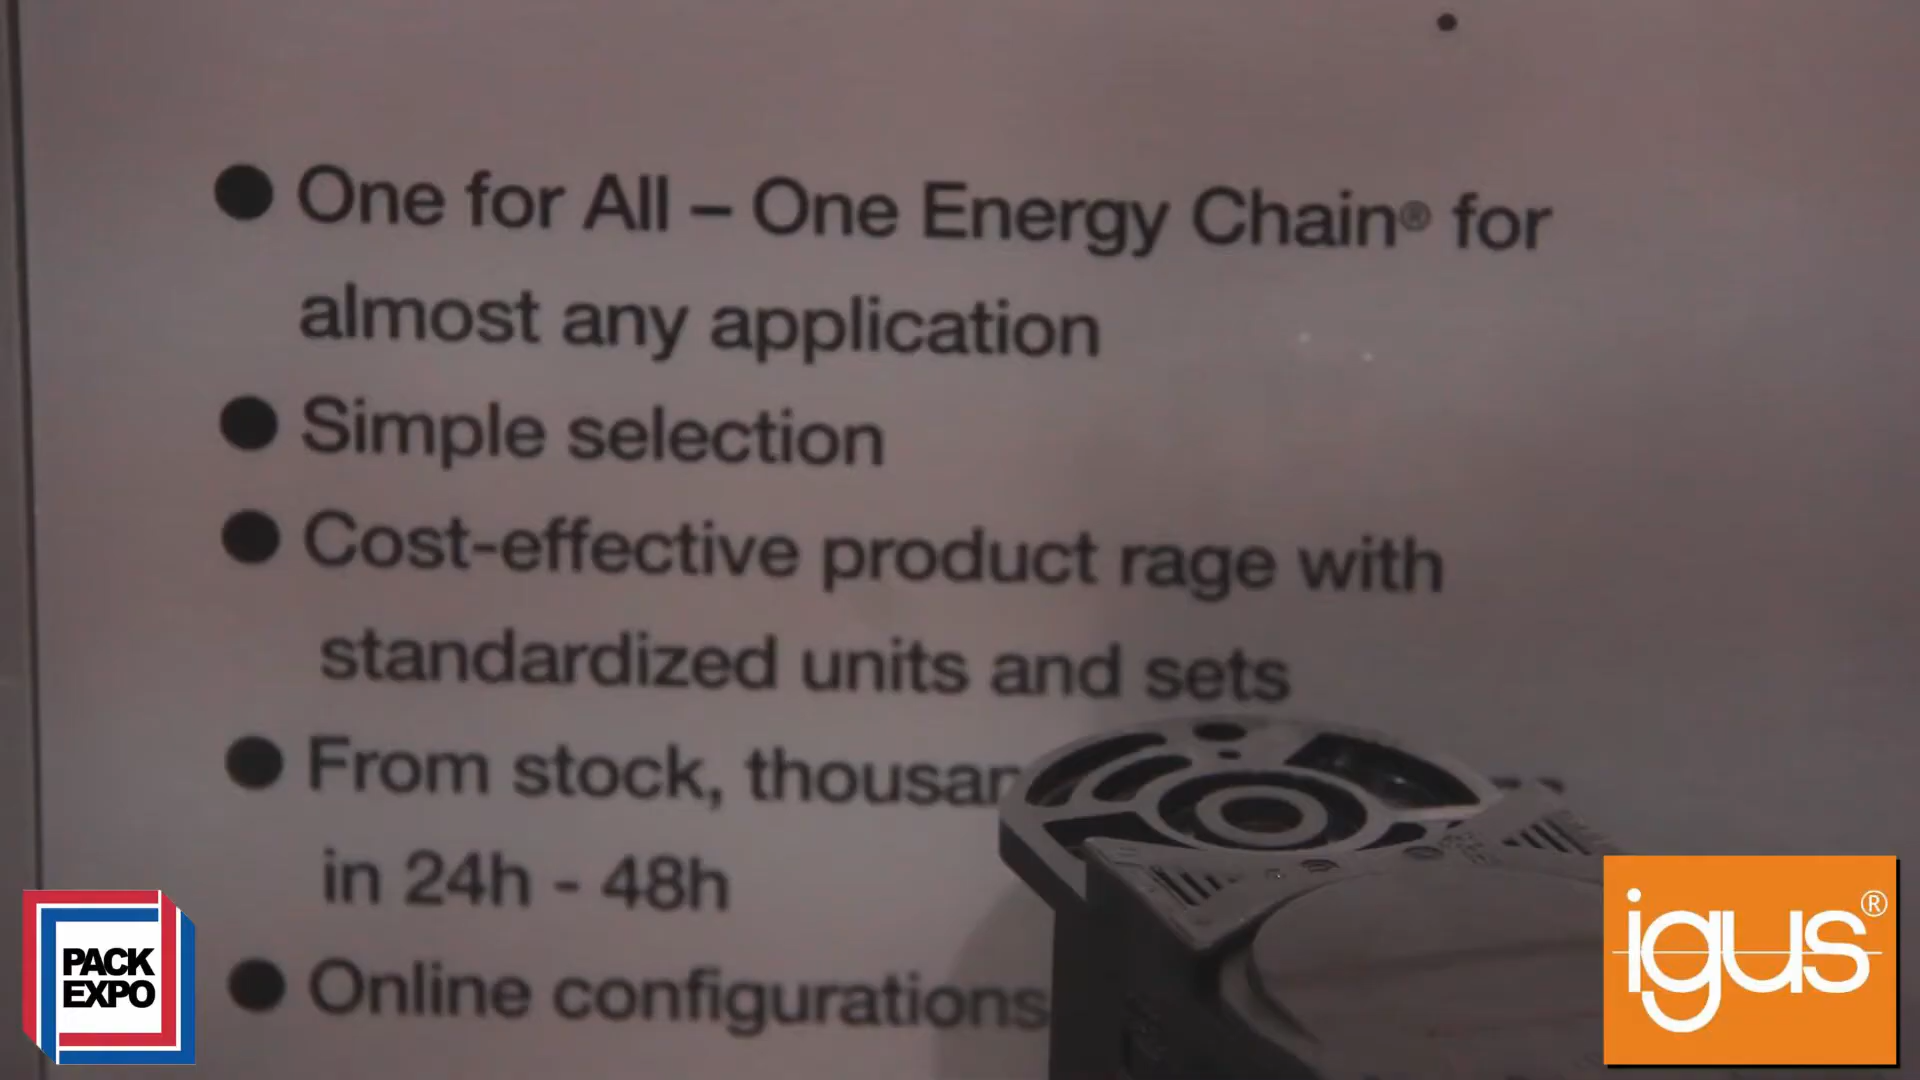 ● One for All – One Energy Chain® for
almost any application
● Simple selection
● Cost-effective product rage with
standardized units and sets
● From stock,
in 24h - 48h
● Online configurations
PACK
EXPO
igus®